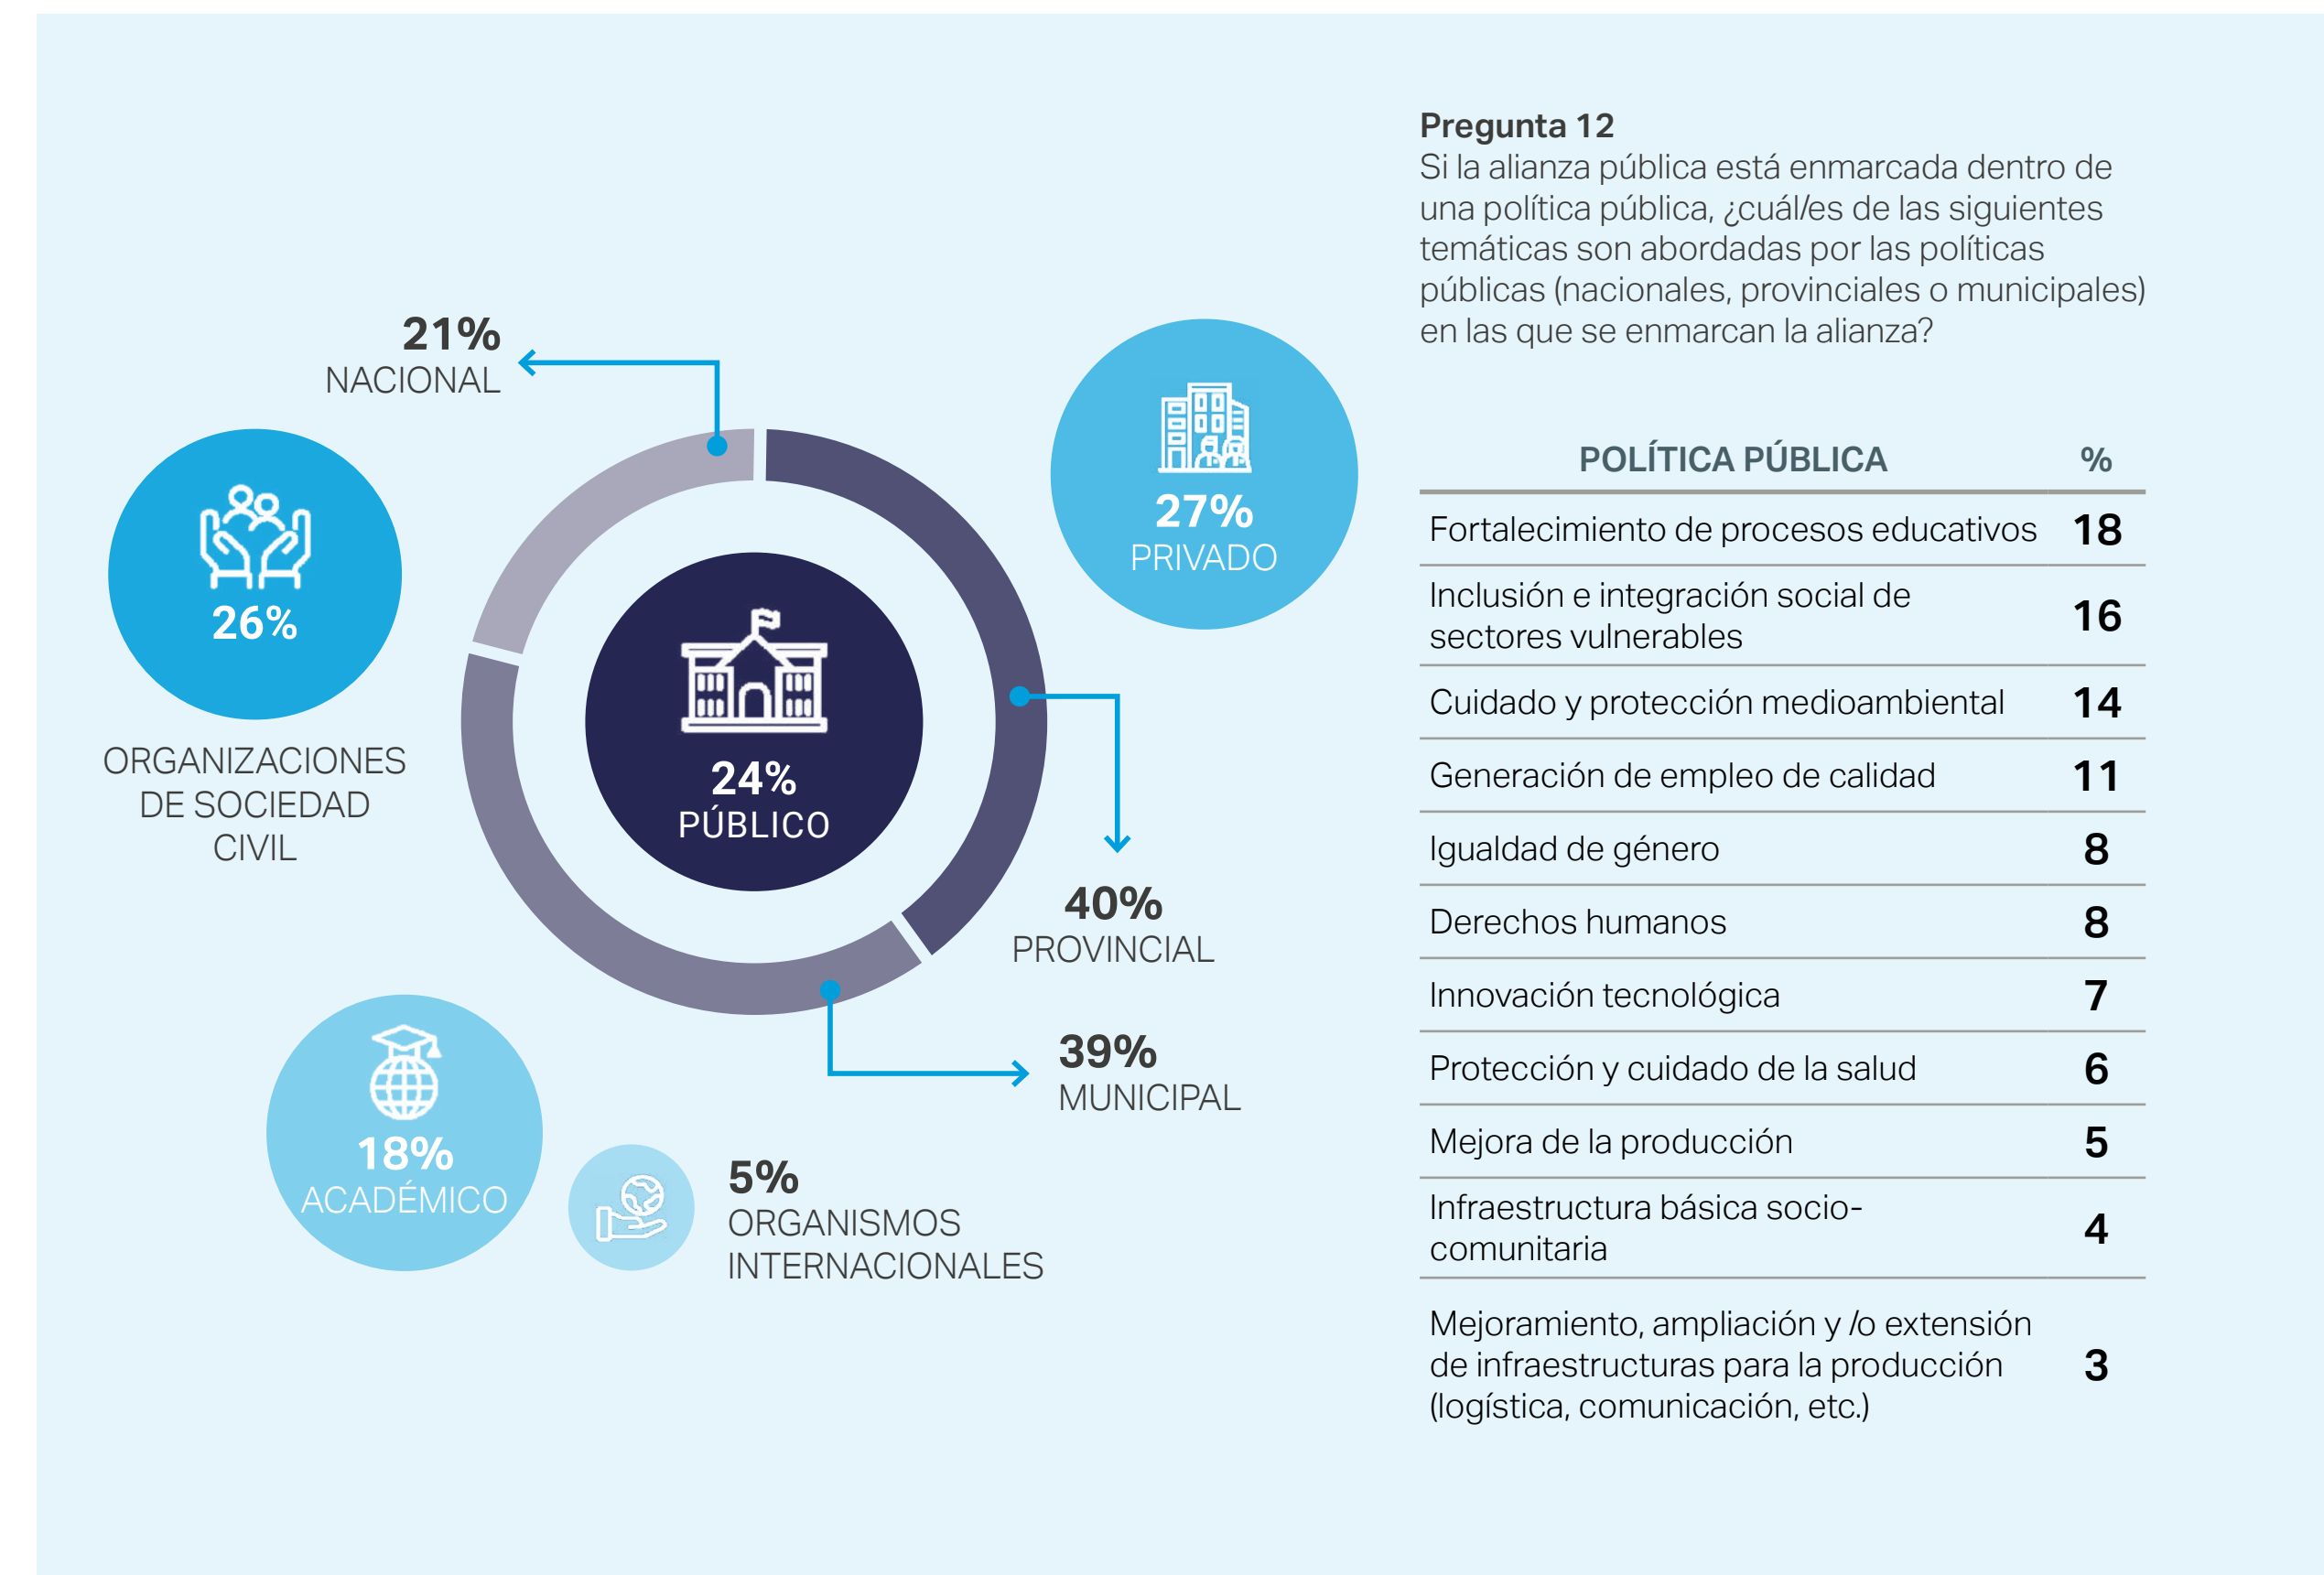 21%
NACIONAL
26%
ORGANIZACIONES
DE SOCIEDAD
CIVIL
27%
PRIVADO
24%
PÚBLICO
40%
PROVINCIAL
39%
MUNICIPAL
18%
ACADÉMICO
5%
ORGANISMOS
INTERNACIONALES
Pregunta 12
Si la alianza pública está enmarcada dentro de
una política pública, ¿cuál/es de las siguientes
temáticas son abordadas por las políticas
públicas (nacionales, provinciales o municipales)
en las que se enmarcan la alianza?
POLÍTICA PÚBLICA %
Fortalecimiento de procesos educativos 18
Inclusión e integración social de
sectores vulnerables 16
Cuidado y protección medioambiental 14
Generación de empleo de calidad 11
Igualdad de género 8
Derechos humanos 8
Innovación tecnológica 7
Protección y cuidado de la salud 6
Mejora de la producción 5
Infraestructura básica socio-
comunitaria 4
Mejoramiento, ampliación y /o extensión
de infraestructuras para la producción 3
(logística, comunicación, etc.)